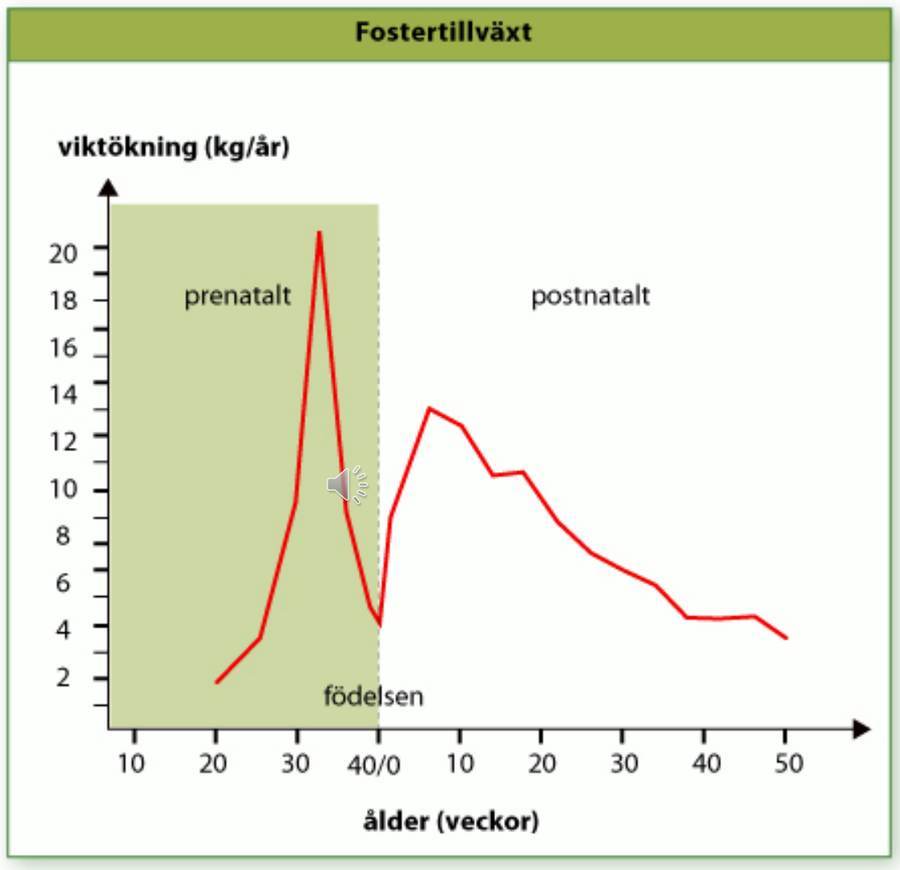 Fostertillväxt
viktökning (kg/år)
20
18
16
14
12
10
8
6
4
2
prenatalt
postnatalt
födelsen
10 20 30 40/0 10 20 30 40 50
ålder (veckor)